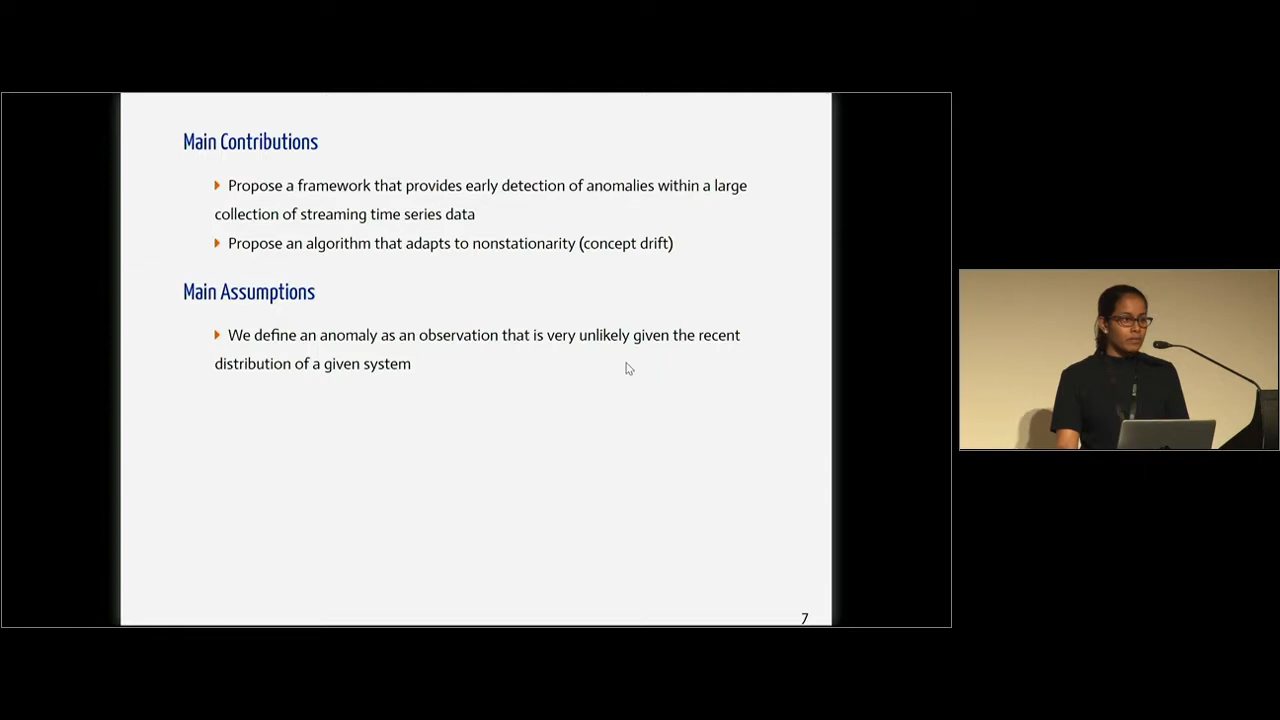 Main Contributions
Propose a framework that provides early detection of anomalies within a large
collection of streaming time series data
Propose an algorithm that adapts to nonstationarity (concept drift)
Main Assumptions
We define an anomaly as an observation that is very unlikely given the recent
distribution of a given system
7